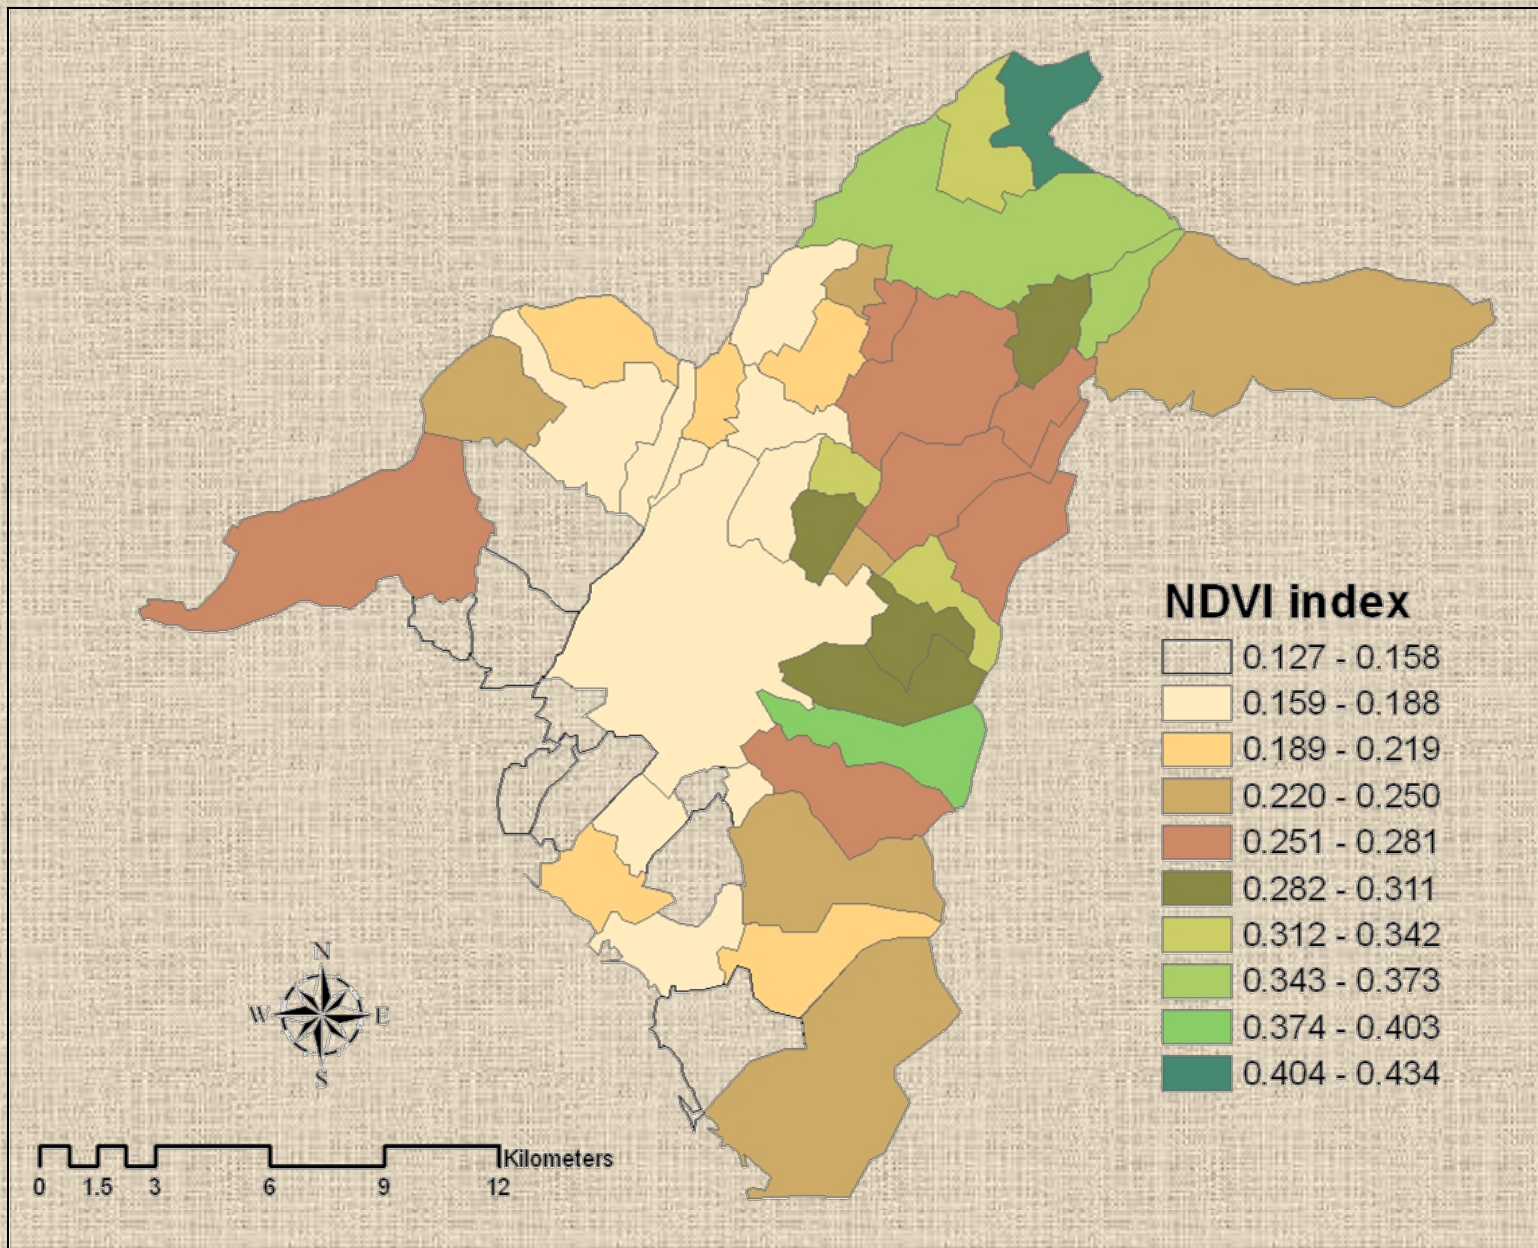 NDVI index
0.127 - 0.158
0.159 - 0.188
0.189 - 0.219
0.220 - 0.250
0.251 - 0.281
0.282 - 0.311
0.312 - 0.342
0.343 - 0.373
0.374 - 0.403
0.404 - 0.434
N
W E
S
Kilometers
0 1.5 3 6 9 12